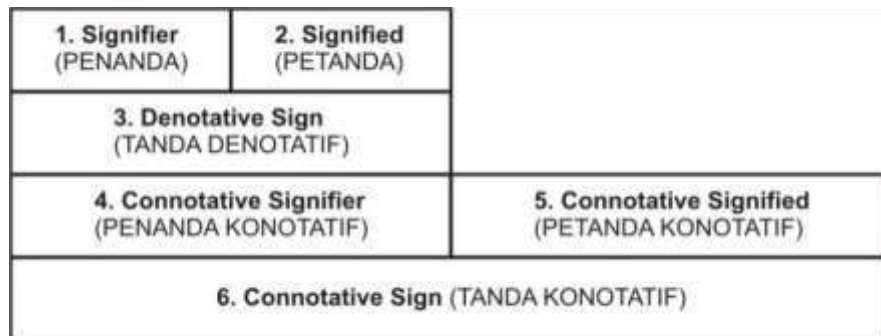 1. Signifier
(PENANDA)
2. Signified
(PETANDA)
3. Denotative Sign
(TANDA DENOTATIF)
4. Connotative Signifier
(PENANDA KONOTATIF)
5. Connotative Signified
(PETANDA KONOTATIF)
6. Connotative Sign (TANDA KONOTATIF)